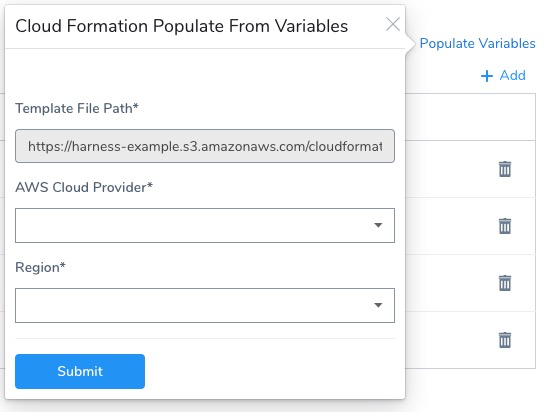 Cloud Formation Populate From Variables
Populate Variables
+ Add
Template File Path*
https://harness-example.s3.amazonaws.com/cloudformat
AWS Cloud Provider*
Region*
Submit